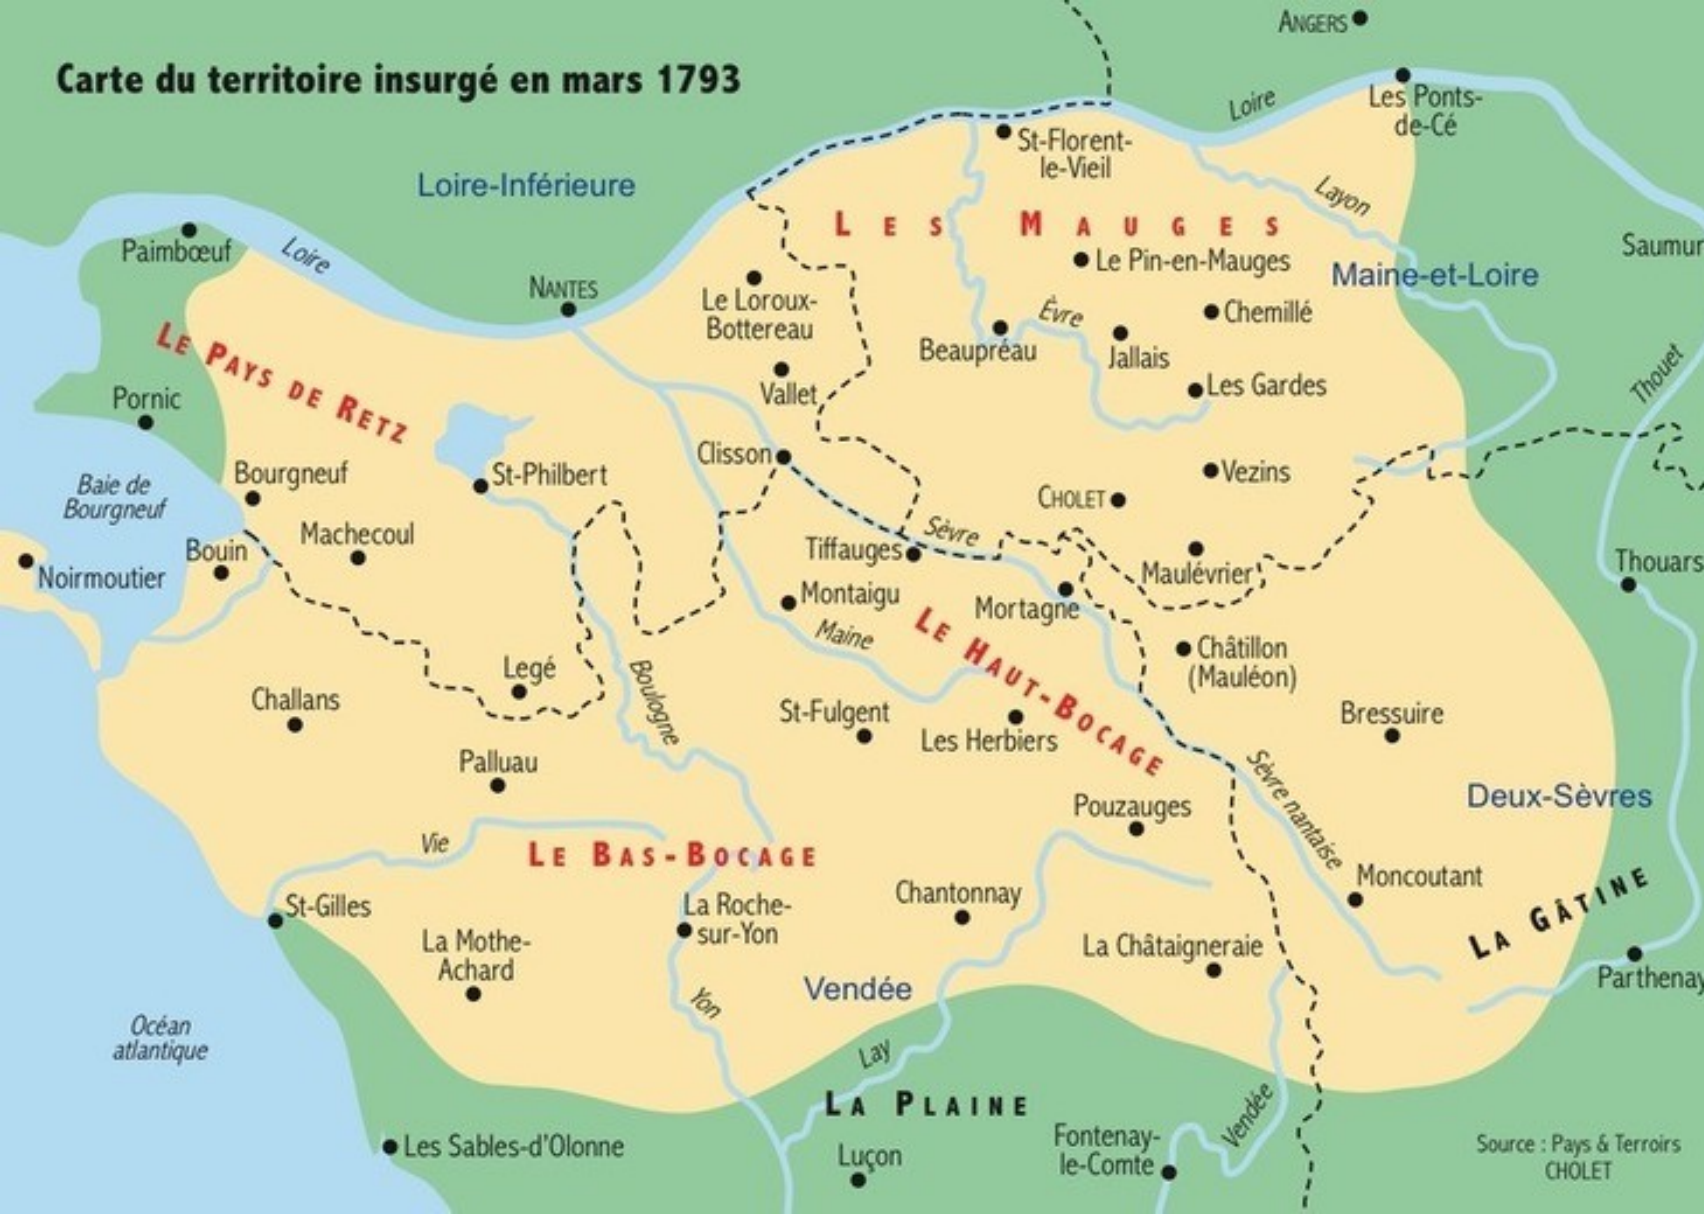 Carte du territoire insurgé en mars 1793
ANGERS
Loire
Les Ponts-
de-Cé
St-Florent-
le-Vieil
Loire-Inférieure
Layon
LES MAUGES
Paimbœuf
Loire
Saumur
Le Pin-en-Mauges
Maine-et-Loire
NANTES
Le Loroux-
Bottereau
Èvre
Chemillé
Beaupréau
Jallais
LE PAYS DE RETZ
Thouet
Vallet
Les Gardes
Pornic
Clisson
Bourgneuf
St-Philbert
Vezins
Baie de
Bourgneuf
CHOLET
Machecoul
Sèvre
Bouin
Tiffauges
Noirmoutier
Maulévrier
Thouars
Montaigu
Mortagne
Maine
LE HAUT-BOCAGE
Châtillon
(Mauléon)
Legé
Boulogne
Challans
St-Fulgent
Les Herbiers
Bressuire
Palluau
Sèvre nantaise
Deux-Sèvres
Pouzauges
Vie
LE BAS-BOCAGE
Moncoutant
St-Gilles
La Roche-
sur-Yon
Chantonnay
LA GÂTINE
La Mothe-
Achard
La Châtaigneraie
Parthenay
Vendée
Yon
Océan
atlantique
Lay
LA PLAINE
Vendée
Les Sables-d'Olonne
Luçon
Fontenay-
le-Comte
Source : Pays & Terroirs
CHOLET